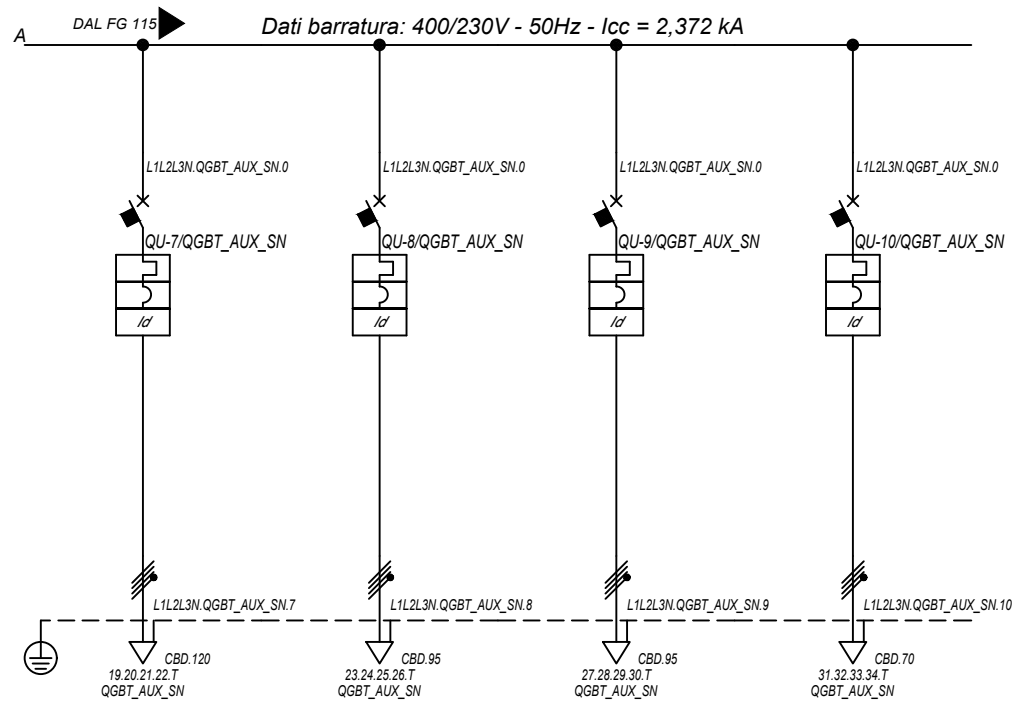 DAL FG 115
Dati barratura: 400/230V - 50Hz - Icc = 2,372 kA
A
L1L2L3N.QGBT_AUX_SN.0
L1L2L3N.QGBT_AUX_SN.0
L1L2L3N.QGBT_AUX_SN.0
L1L2L3N.QGBT_AUX_SN.0
QU-7/QGBT_AUX_SN
QU-8/QGBT_AUX_SN
QU-9/QGBT_AUX_SN
QU-10/QGBT_AUX_SN
Id
Id
Id
Id
L1L2L3N.QGBT_AUX_SN.7
L1L2L3N.QGBT_AUX_SN.8
L1L2L3N.QGBT_AUX_SN.9
L1L2L3N.QGBT_AUX_SN.10
CBD.120
CBD.95
CBD.95
CBD.70
19.20.21.22.T
23.24.25.26.T
27.28.29.30.T
31.32.33.34.T
QGBT_AUX_SN
QGBT_AUX_SN
QGBT_AUX_SN
QGBT_AUX_SN